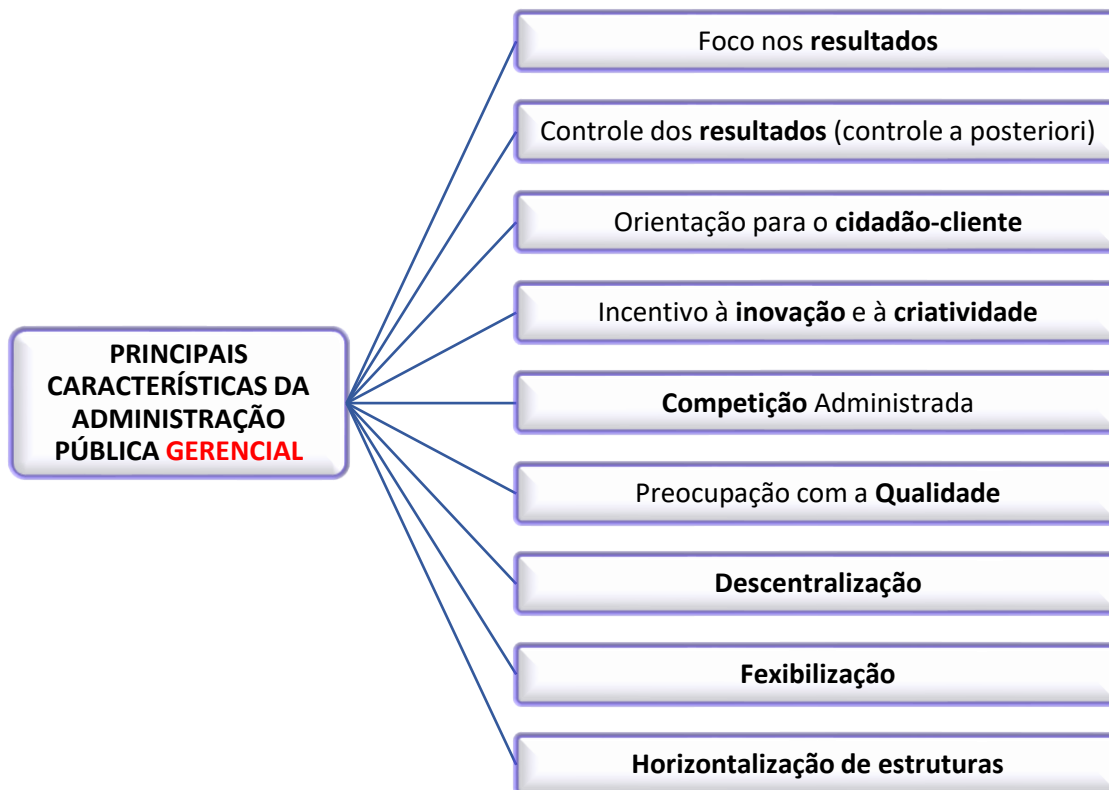 Foco nos resultados
Controle dos resultados (controle a posteriori)
Orientação para o cidadão-cliente
Incentivo à inovação e à criatividade
PRINCIPAIS
CARACTERÍSTICAS DA
ADMINISTRAÇÃO
PÚBLICA GERENCIAL
Competição Administrada
Preocupação com a Qualidade
Descentralização
Fexibilização
Horizontalização de estruturas